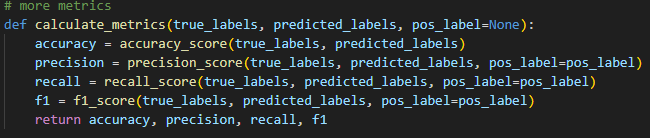 # more metrics
def calculate_metrics(true_labels, predicted_labels, pos_label=None):
    accuracy = accuracy_score(true_labels, predicted_labels)
    precision = precision_score(true_labels, predicted_labels, pos_label=pos_label)
    recall = recall_score(true_labels, predicted_labels, pos_label=pos_label)
    f1 = f1_score(true_labels, predicted_labels, pos_label=pos_label)
    return accuracy, precision, recall, f1